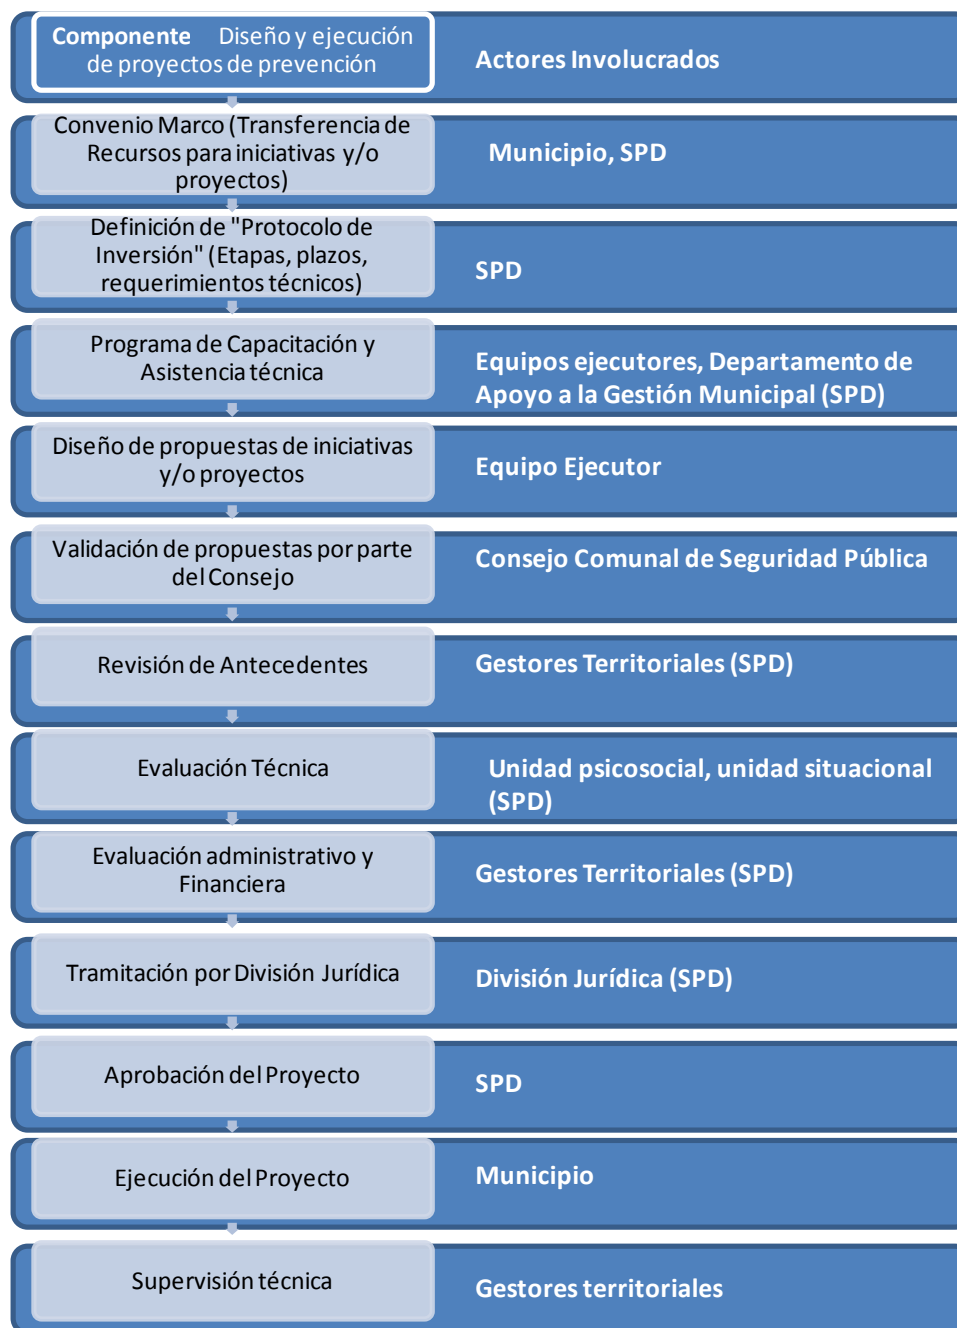 Componente Diseño y ejecución
de proyectos de prevención
Actores Involucrados
Convenio Marco (Transferencia de
Recursos para iniciativas y/o
proyectos)
Municipio, SPD
Definición de "Protocolo de
Inversión" (Etapas, plazos,
requerimientos técnicos)
SPD
Programa de Capacitación y
Asistencia técnica
Equipos ejecutores, Departamento de
Apoyo a la Gestión Municipal (SPD)
Diseño de propuestas de iniciativas
y/o proyectos
Equipo Ejecutor
Validación de propuestas por parte
del Consejo
Consejo Comunal de Seguridad Pública
Revisión de Antecedentes
Gestores Territoriales (SPD)
Evaluación Técnica
Unidad psicosocial, unidad situacional
(SPD)
Evaluación administrativo y
Financiera
Gestores Territoriales (SPD)
Tramitación por División Jurídica
División Jurídica (SPD)
Aprobación del Proyecto
SPD
Ejecución del Proyecto
Municipio
Supervisión técnica
Gestores territoriales